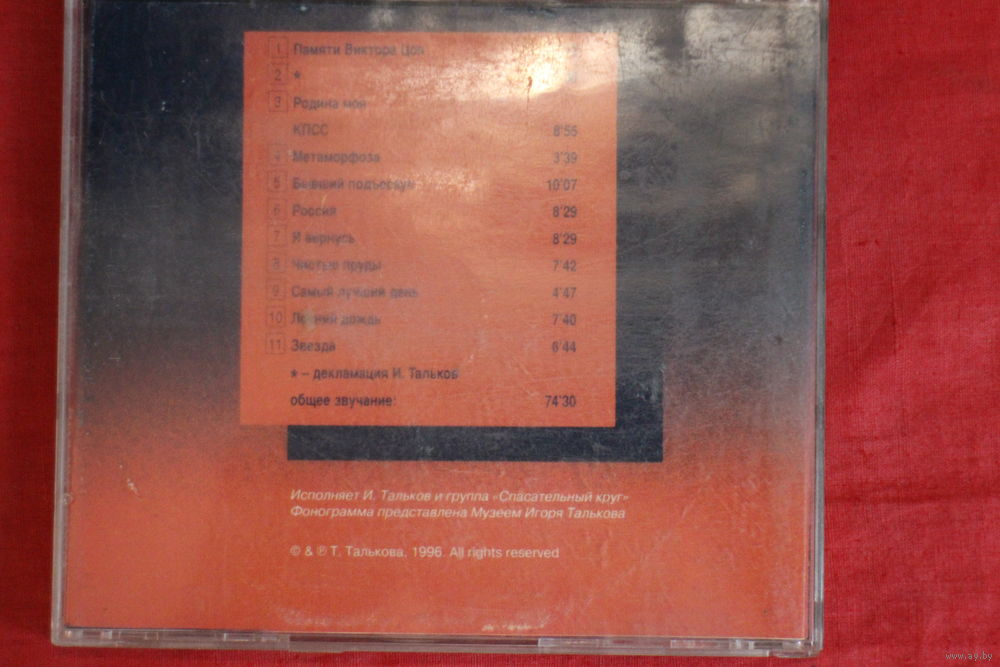 1 Памяти Виктора Цоя
2 *
3 Родина моя
КПСС 8'55
4 Метаморфоза 3'39
5 Бывший подъесаул 10'07
6 Россия 8'29
7 Я вернусь 8'29
8 Чистые пруды 7'42
9 Самый лучший день 4'47
10 Летний дождь 7'40
11 Звезда 6'44
* – декламация И. Тальков
общее звучание: 74'30
Исполняет И. Тальков и группа «Спасательный круг»
Фонограмма представлена Музеем Игоря Талькова
© & ℗ Т. Талькова, 1996. All rights reserved
www.ay.by